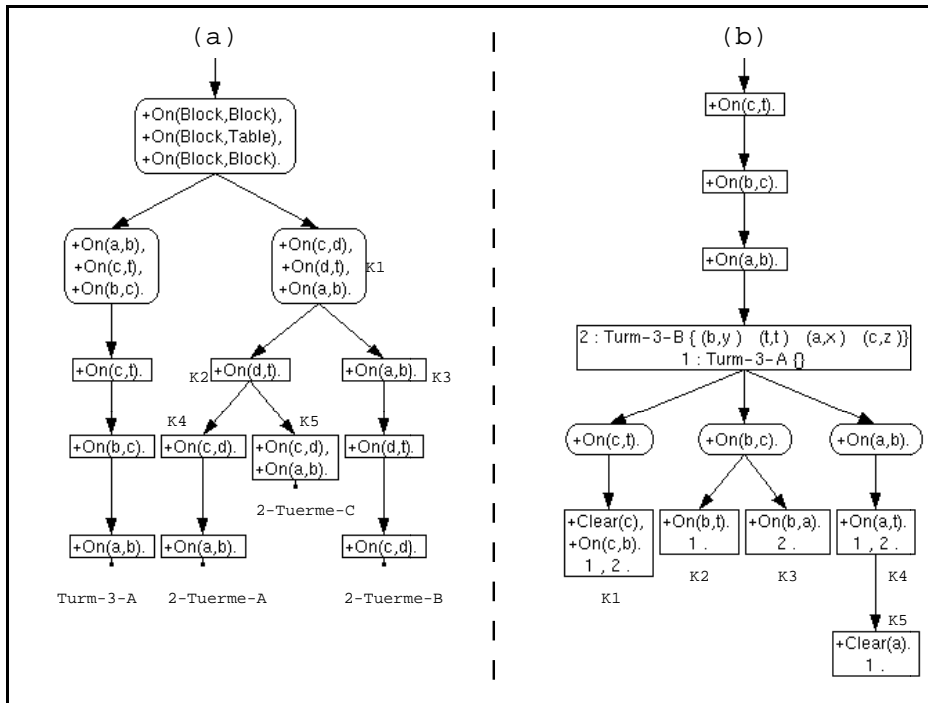 (a)
+On(Block,Block),
+On(Block,Table),
+On(Block,Block).
+On(a,b),
+On(c,t),
+On(b,c).
+On(c,d),
+On(d,t),
+On(a,b).
K1
+On(c,t).
K2
+On(d,t).
+On(a,b).
K3
K4
K5
+On(b,c).
+On(c,d).
+On(c,d),
+On(a,b).
+On(d,t).
2-Tuerme-C
+On(a,b).
+On(a,b).
+On(c,d).
Turm-3-A
2-Tuerme-A
2-Tuerme-B
(b)
+On(c,t).
+On(b,c).
+On(a,b).
2 : Turm-3-B { (b,y ) (t,t ) (a,x ) (c,z )}
1 : Turm-3-A {}
+On(c,t).
+On(b,c).
+On(a,b).
+Clear(c),
+On(c,b).
1 , 2 .
+On(b,t).
1 .
+On(b,a).
2 .
+On(a,t).
1 , 2 .
K1
K2
K3
K4
K5
+Clear(a).
1 .